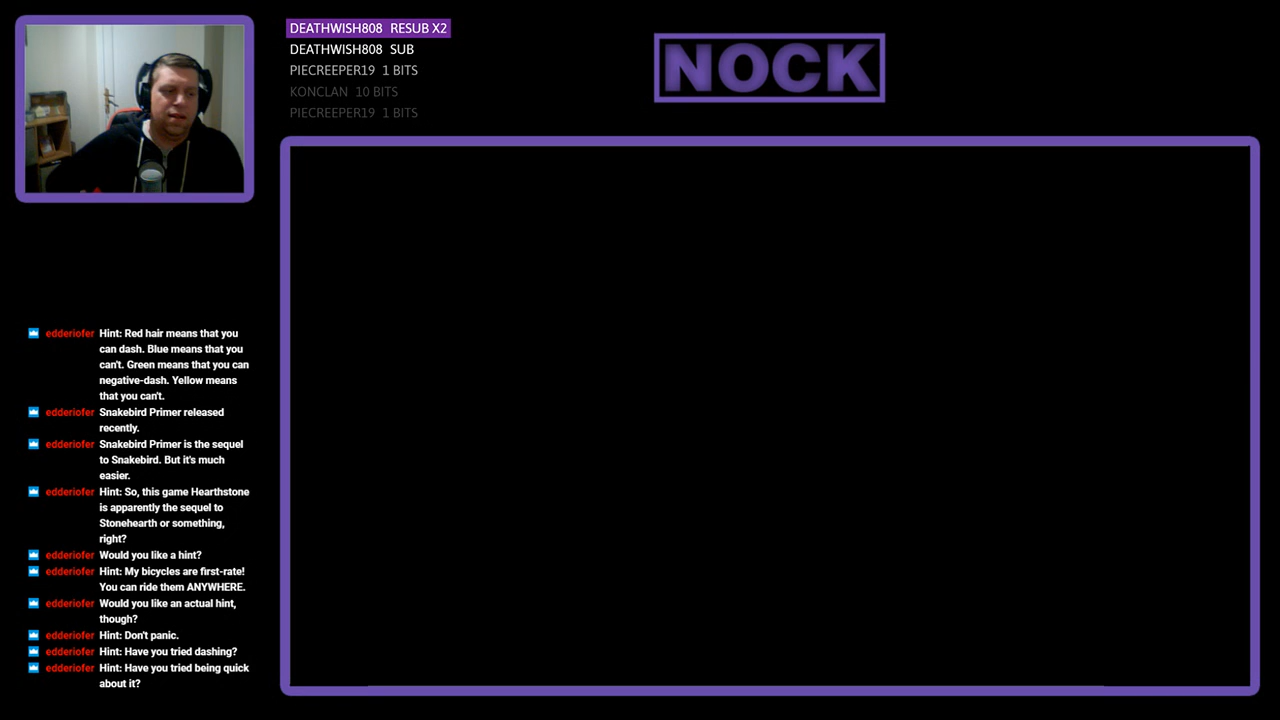 DEATHWISH808 RESUB X2
DEATHWISH808 SUB
PIECREEPER19 1 BITS
KONCLAN 10 BITS
PIECREEPER19 1 BITS
NOCK
edderiofer Hint: Red hair means that you
can dash. Blue means that you
can't. Green means that you can
negative-dash. Yellow means
that you can't.
edderiofer Snakebird Primer released
recently.
edderiofer Snakebird Primer is the sequel
to Snakebird. But it's much
easier.
edderiofer Hint: So, this game Hearthstone
is apparently the sequel to
Stonehearth or something,
right?
edderiofer Would you like a hint?
edderiofer Hint: My bicycles are first-rate!
You can ride them ANYWHERE.
edderiofer Would you like an actual hint,
though?
edderiofer Hint: Don't panic.
edderiofer Hint: Have you tried dashing?
edderiofer Hint: Have you tried being quick
about it?